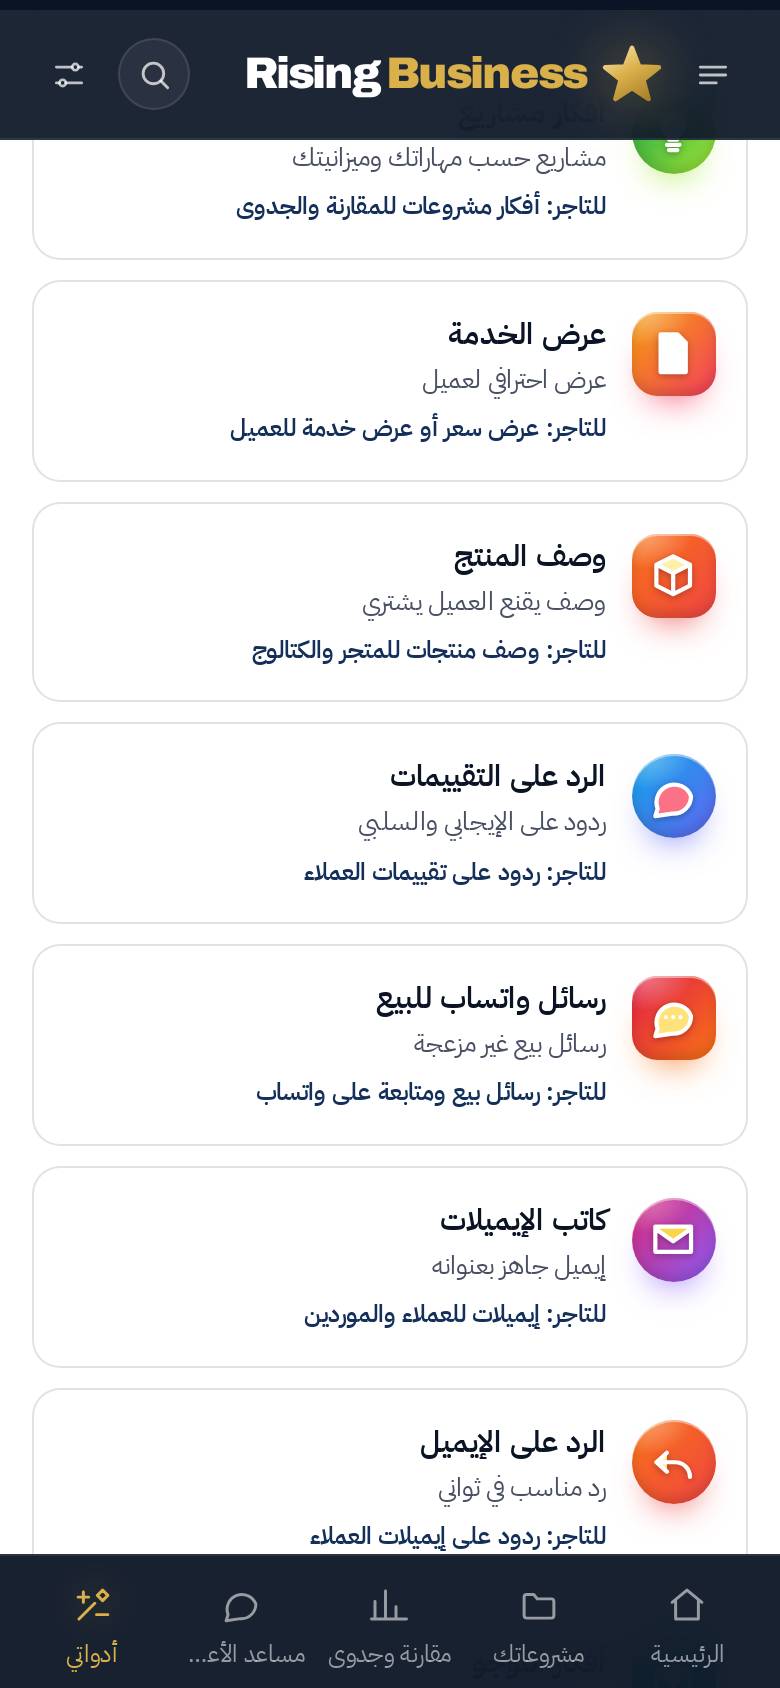 Rising Business
أفكار مشاريع
مشاريع حسب مهاراتك وميزانيتك
للتاجر: أفكار مشروعات للمقارنة والجدوى
عرض الخدمة
عرض احترافي لعميل
للتاجر: عرض سعر أو عرض خدمة للعميل
وصف المنتج
وصف يقنع العميل يشتري
للتاجر: وصف منتجات للمتجر والكتالوج
الرد على التقييمات
ردود على الإيجابي والسلبي
للتاجر: ردود على تقييمات العملاء
رسائل واتساب للبيع
رسائل بيع غير مزعجة
للتاجر: رسائل بيع ومتابعة على واتساب
كاتب الإيميلات
إيميل جاهز بعنوانه
للتاجر: إيميلات للعملاء والموردين
الرد على الإيميل
رد مناسب في ثواني
للتاجر: ردود على إيميلات العملاء
الرئيسية
مشروعاتك
مقارنة وجدوى
مساعد الأعـ...
أدواتي